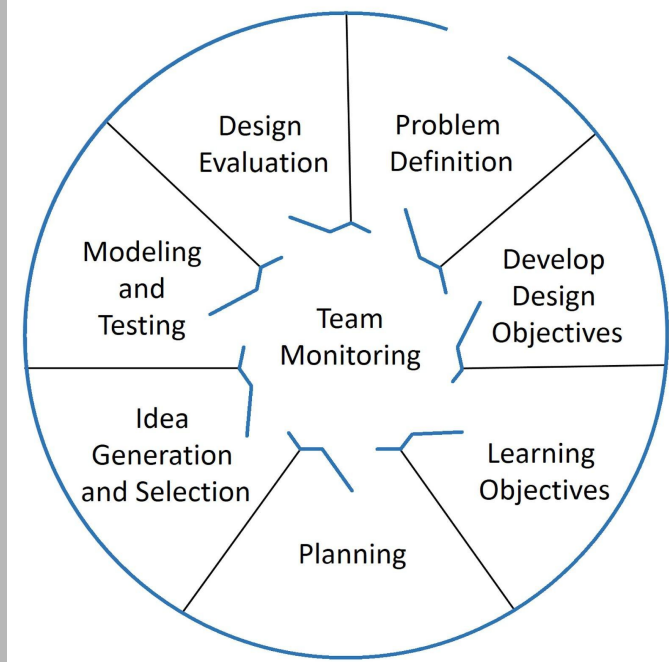 Problem
Definition
Develop
Design
Objectives
Learning
Objectives
Planning
Idea
Generation
and Selection
Modeling
and
Testing
Design
Evaluation
Team
Monitoring